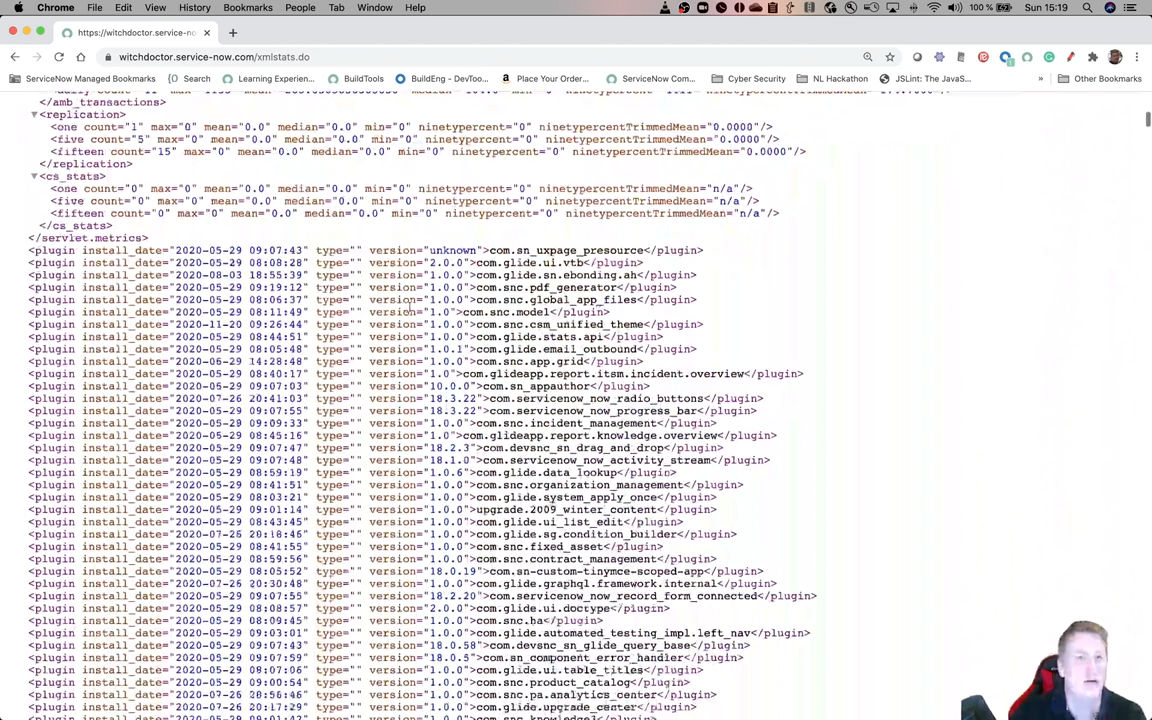 Chrome File Edit View History Bookmarks People Tab Window Help 100 % Sun 15:19
https://witchdoctor.service-no
witchdoctor.service-now.com/xmlstats.do
ServiceNow Managed Bookmarks Search Learning Experien... BuildTools BuildEng - DevToo... Place Your Order... ServiceNow Com... Cyber Security NL Hackathon JSLint: The JavaS... » Other Bookmarks
</amb_transactions>
<replication>
<one count="1" max="0" mean="0.0" median="0.0" min="0" ninetypercent="0" ninetypercentTrimmedMean="0.0000"/>
<five count="5" max="0" mean="0.0" median="0.0" min="0" ninetypercent="0" ninetypercentTrimmedMean="0.0000"/>
<fifteen count="15" max="0" mean="0.0" median="0.0" min="0" ninetypercent="0" ninetypercentTrimmedMean="0.0000"/>
</replication>
<cs_stats>
<one count="0" max="0" mean="0.0" median="0.0" min="0" ninetypercent="0" ninetypercentTrimmedMean="n/a"/>
<five count="0" max="0" mean="0.0" median="0.0" min="0" ninetypercent="0" ninetypercentTrimmedMean="n/a"/>
<fifteen count="0" max="0" mean="0.0" median="0.0" min="0" ninetypercent="0" ninetypercentTrimmedMean="n/a"/>
</cs_stats>
</servlet.metrics>
<plugin install_date="2020-05-29 09:07:43" type="" version="unknown">com.sn_uxpage_presource</plugin>
<plugin install_date="2020-05-29 08:08:28" type="" version="2.0.0">com.glide.ui.vtb</plugin>
<plugin install_date="2020-08-03 18:55:39" type="" version="1.0.0">com.glide.sn.ebonding.ah</plugin>
<plugin install_date="2020-05-29 09:19:12" type="" version="1.0.0">com.snc.pdf_generator</plugin>
<plugin install_date="2020-05-29 08:06:37" type="" version="1.0.0">com.snc.global_app_files</plugin>
<plugin install_date="2020-05-29 08:11:49" type="" version="1.0">com.snc.model</plugin>
<plugin install_date="2020-11-20 09:26:44" type="" version="1.0.0">com.snc.csm_unified_theme</plugin>
<plugin install_date="2020-05-29 08:44:51" type="" version="1.0.0">com.glide.stats.api</plugin>
<plugin install_date="2020-05-29 08:05:48" type="" version="1.0.1">com.glide.email_outbound</plugin>
<plugin install_date="2020-06-29 14:28:48" type="" version="1.0.0">com.snc.app.grid</plugin>
<plugin install_date="2020-05-29 08:40:17" type="" version="1.0.0">com.glideapp.report.itsm.incident.overview</plugin>
<plugin install_date="2020-05-29 09:07:03" type="" version="10.0.0">com.sn_appauthor</plugin>
<plugin install_date="2020-07-26 20:41:03" type="" version="18.3.22">com.servicenow_now_radio_buttons</plugin>
<plugin install_date="2020-05-29 09:07:55" type="" version="18.3.22">com.servicenow_now_progress_bar</plugin>
<plugin install_date="2020-05-29 09:09:33" type="" version="1.0.0">com.snc.incident_management</plugin>
<plugin install_date="2020-05-29 08:45:16" type="" version="1.0">com.glideapp.report.knowledge.overview</plugin>
<plugin install_date="2020-05-29 09:07:47" type="" version="18.2.3">com.devsnc_sn_drag_and_drop</plugin>
<plugin install_date="2020-05-29 09:07:48" type="" version="18.1.0">com.servicenow_now_activity_stream</plugin>
<plugin install_date="2020-05-29 08:59:19" type="" version="1.0.6">com.glide.data_lookup</plugin>
<plugin install_date="2020-05-29 08:41:51" type="" version="1.0.0">com.snc.organization_management</plugin>
<plugin install_date="2020-05-29 08:03:21" type="" version="1.0.0">com.glide.system_apply_once</plugin>
<plugin install_date="2020-05-29 09:01:14" type="" version="1.0.0">upgrade.2009_winter_content</plugin>
<plugin install_date="2020-05-29 08:43:45" type="" version="1.0.0">com.glide.ui_list_edit</plugin>
<plugin install_date="2020-07-26 20:18:46" type="" version="1.0.0">com.glide.sg.condition_builder</plugin>
<plugin install_date="2020-05-29 08:41:55" type="" version="1.0.0">com.snc.fixed_asset</plugin>
<plugin install_date="2020-05-29 08:59:56" type="" version="1.0.0">com.snc.contract_management</plugin>
<plugin install_date="2020-05-29 08:05:52" type="" version="18.0.19">com.sn-custom-tinymce-scoped-app</plugin>
<plugin install_date="2020-07-26 20:30:48" type="" version="1.0.0">com.glide.graphql.framework.internal</plugin>
<plugin install_date="2020-05-29 09:07:55" type="" version="18.2.20">com.servicenow_now_record_form_connected</plugin>
<plugin install_date="2020-05-29 08:08:57" type="" version="2.0.0">com.glide.ui.doctype</plugin>
<plugin install_date="2020-05-29 08:09:45" type="" version="1.0.0">com.snc.ha</plugin>
<plugin install_date="2020-05-29 09:03:01" type="" version="1.0.0">com.glide.automated_testing_impl.left_nav</plugin>
<plugin install_date="2020-05-29 09:07:48" type="" version="18.0.58">com.devsnc_sn_glide_query_base</plugin>
<plugin install_date="2020-05-29 09:07:59" type="" version="18.0.5">com.sn_component_error_handler</plugin>
<plugin install_date="2020-05-29 08:07:06" type="" version="1.0.0">com.glide.ui.table_titles</plugin>
<plugin install_date="2020-05-29 09:00:54" type="" version="1.0.0">com.snc.product_catalog</plugin>
<plugin install_date="2020-07-26 20:56:46" type="" version="1.0.0">com.snc.pa.analytics_center</plugin>
<plugin install_date="2020-07-26 20:17:29" type="" version="1.0.0">com.glide.upgrade_center</plugin>